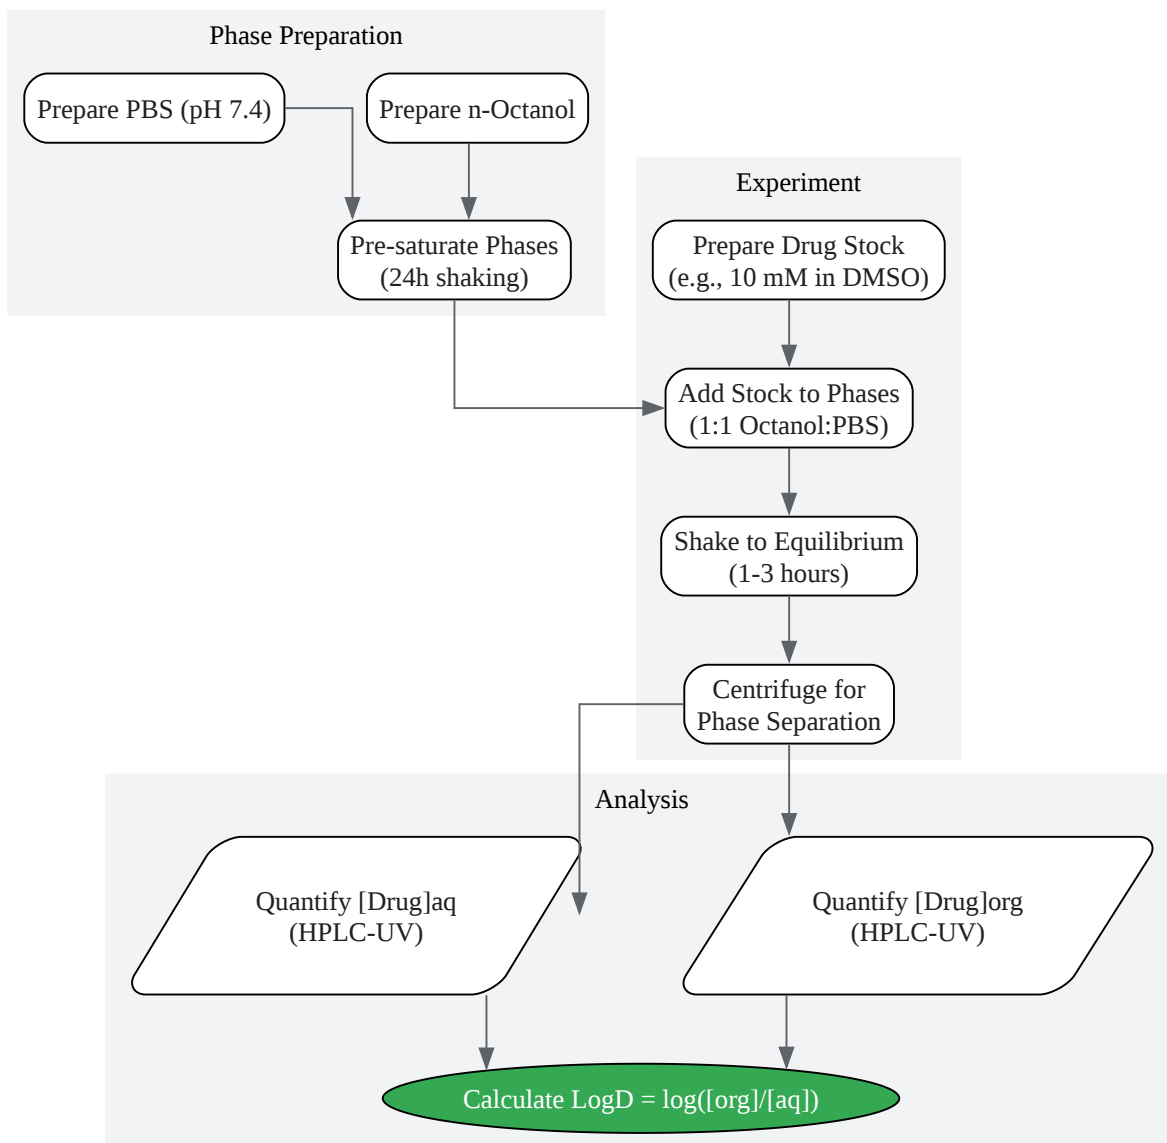 Phase Preparation
Prepare PBS (pH 7.4)
Prepare n-Octanol
Pre-saturate Phases
(24h shaking)
Experiment
Prepare Drug Stock
(e.g., 10 mM in DMSO)
Add Stock to Phases
(1:1 Octanol:PBS)
Shake to Equilibrium
(1-3 hours)
Centrifuge for
Phase Separation
Analysis
Quantify [Drug]aq
(HPLC-UV)
Quantify [Drug]org
(HPLC-UV)
Calculate LogD = log([org]/[aq])